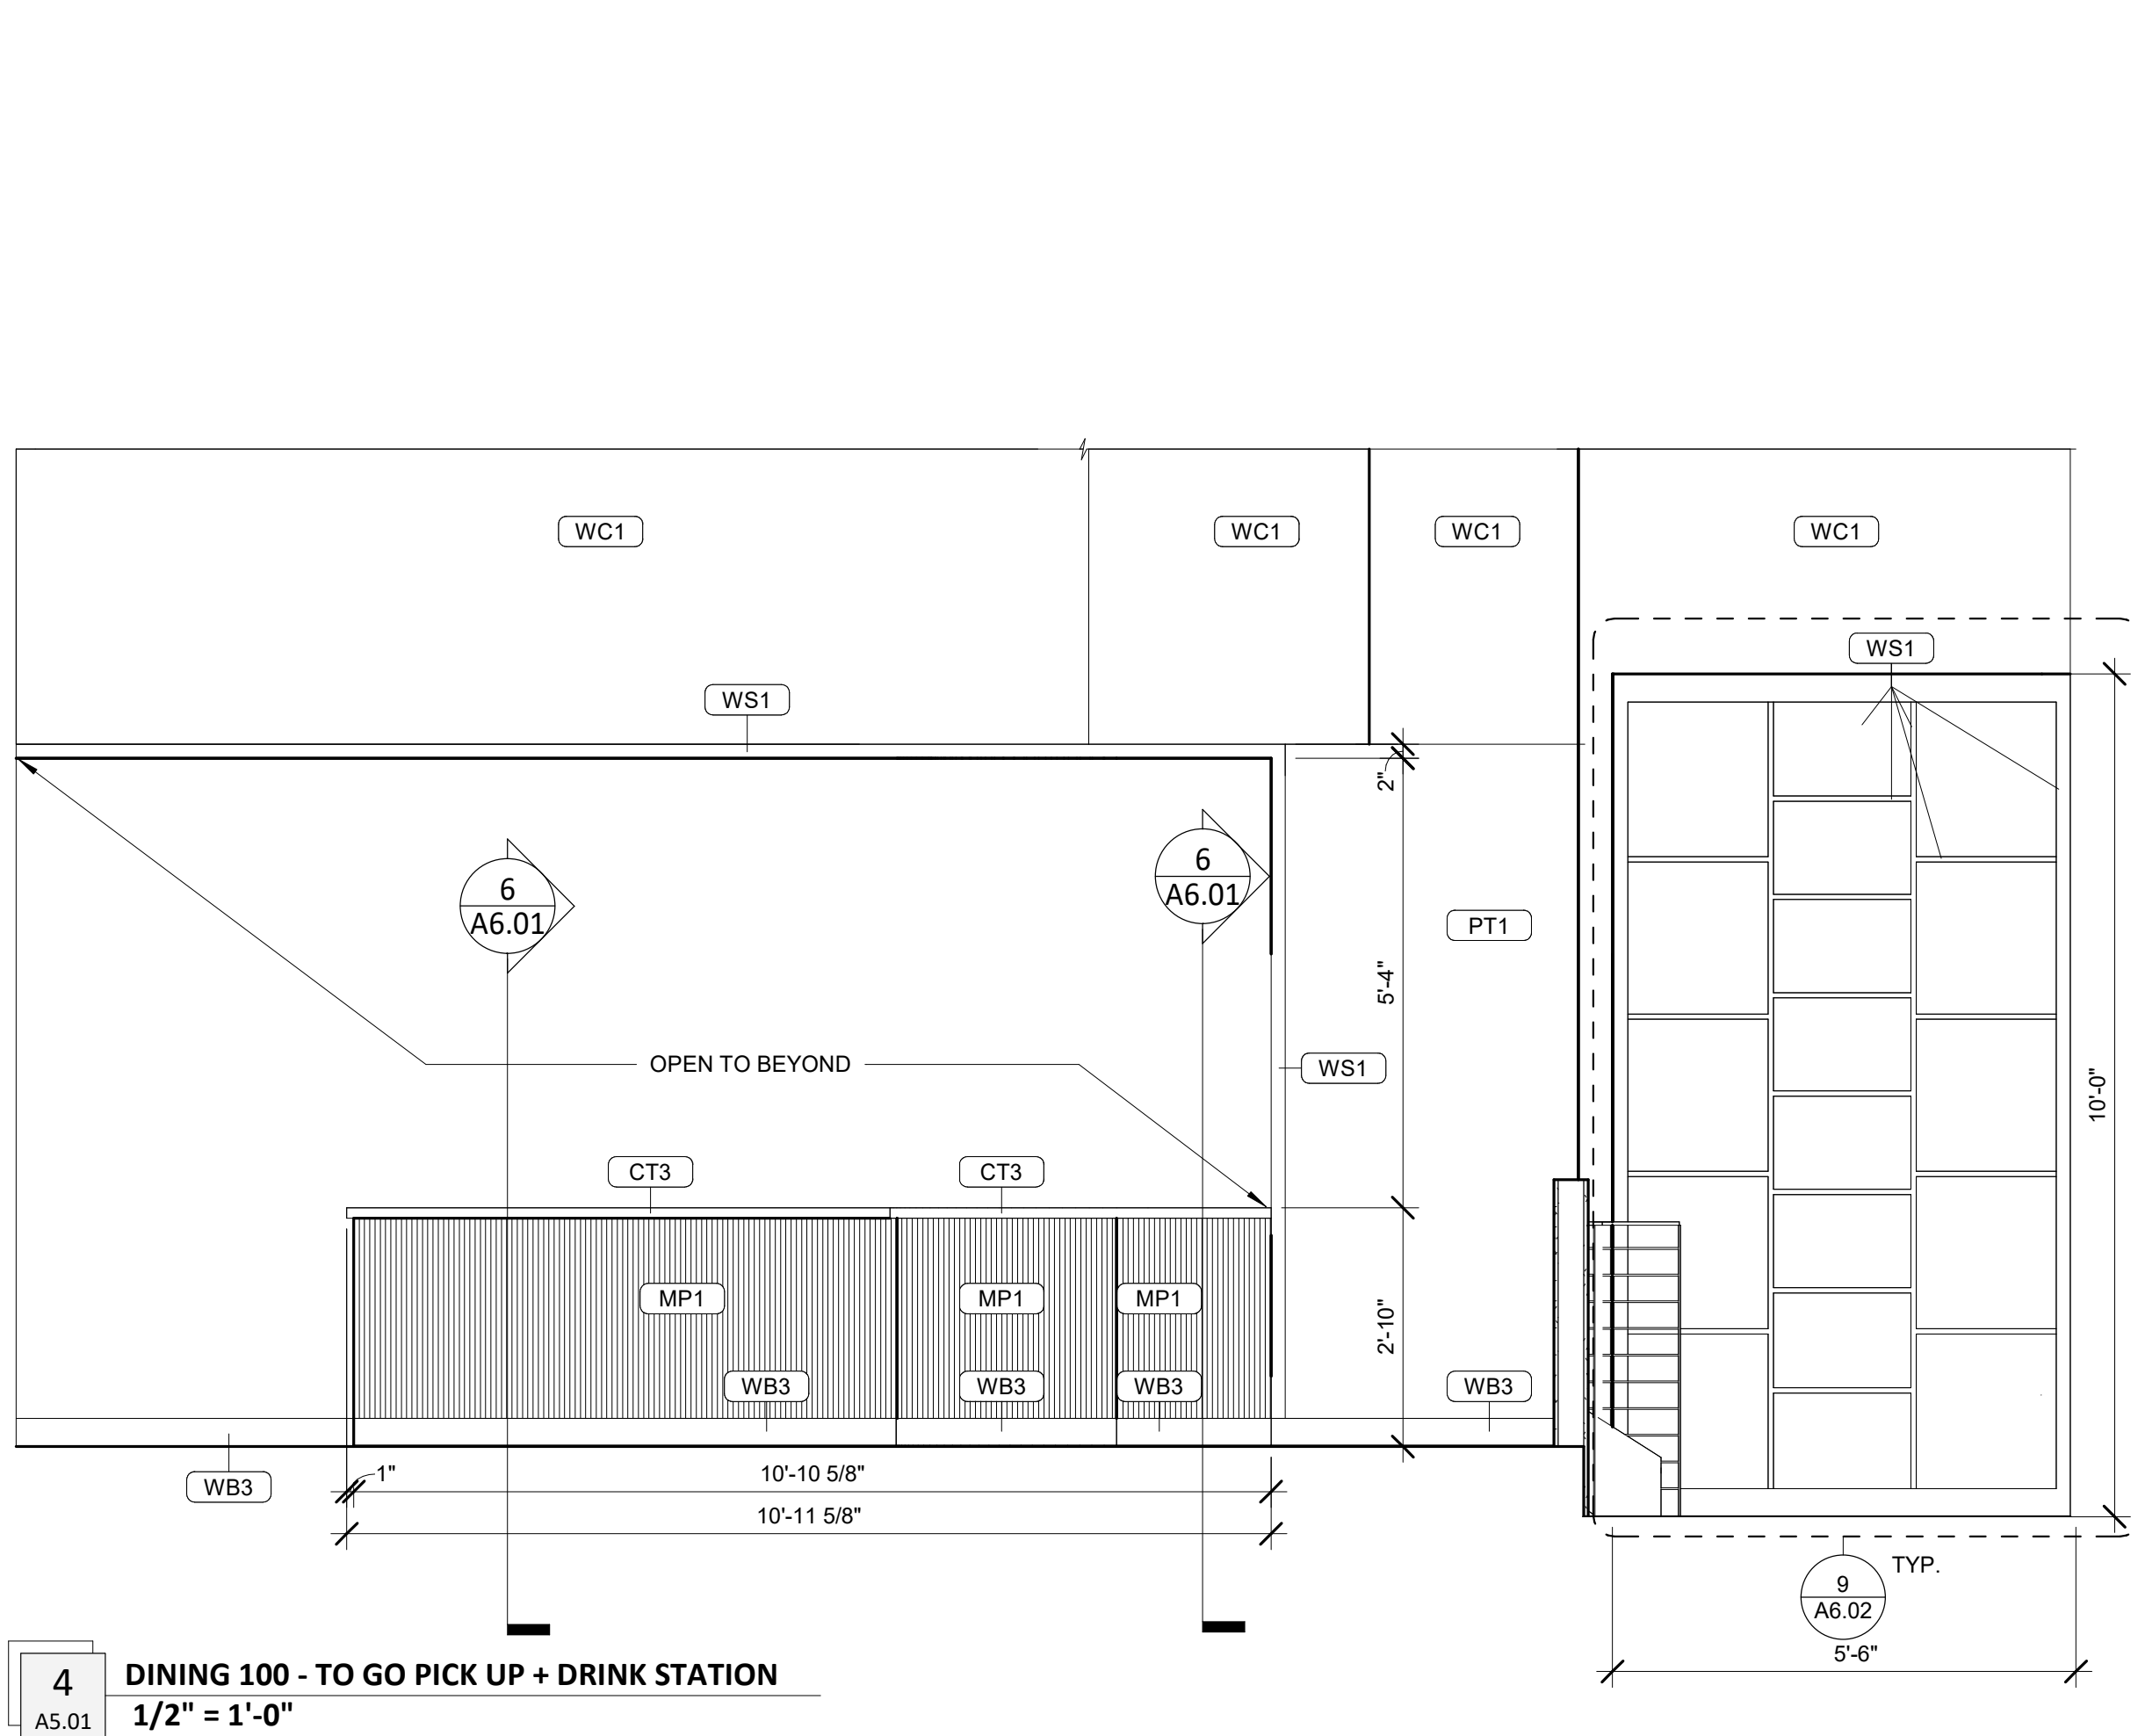 WC1
WC1
WC1
WC1
WS1
WS1
2"
6
A6.01
6
A6.01
PT1
5'-4"
OPEN TO BEYOND
WS1
10'-0"
CT3
CT3
MP1
MP1
MP1
2'-10"
WB3
WB3
WB3
WB3
WB3
1"
10'-10 5/8"
10'-11 5/8"
TYP.
9
A6.02
5'-6"
4
A5.01
DINING 100 - TO GO PICK UP + DRINK STATION
1/2" = 1'-0"